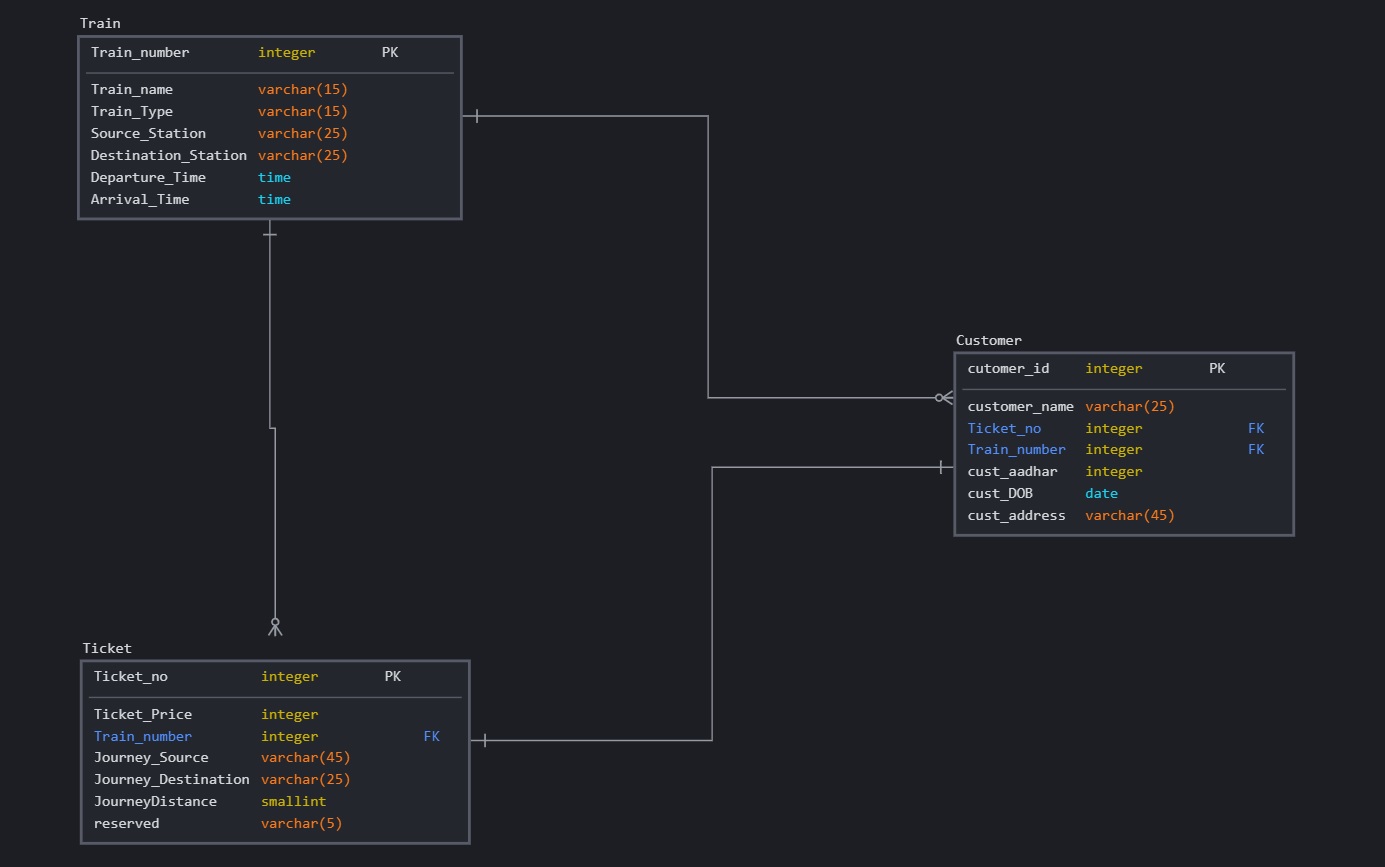 Train
Train_number integer PK
Train_name varchar(15)
Train_Type varchar(15)
Source_Station varchar(25)
Destination_Station varchar(25)
Departure_Time time
Arrival_Time time
Customer
cutomer_id integer PK
customer_name varchar(25)
Ticket_no integer FK
Train_number integer FK
cust_aadhar integer
cust_DOB date
cust_address varchar(45)
Ticket
Ticket_no integer PK
Ticket_Price integer
Train_number integer FK
Journey_Source varchar(45)
Journey_Destination varchar(25)
JourneyDistance smallint
reserved varchar(5)